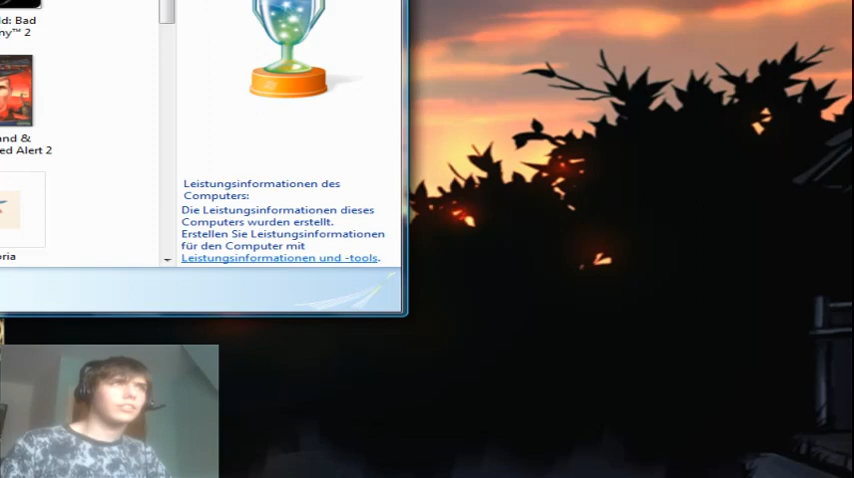 ld: Bad
ny™ 2
and &
ed Alert 2
oria
Leistungsinformationen des
Computers:
Die Leistungsinformationen dieses
Computers wurden erstellt.
Erstellen Sie Leistungsinformationen
für den Computer mit
Leistungsinformationen und -tools.